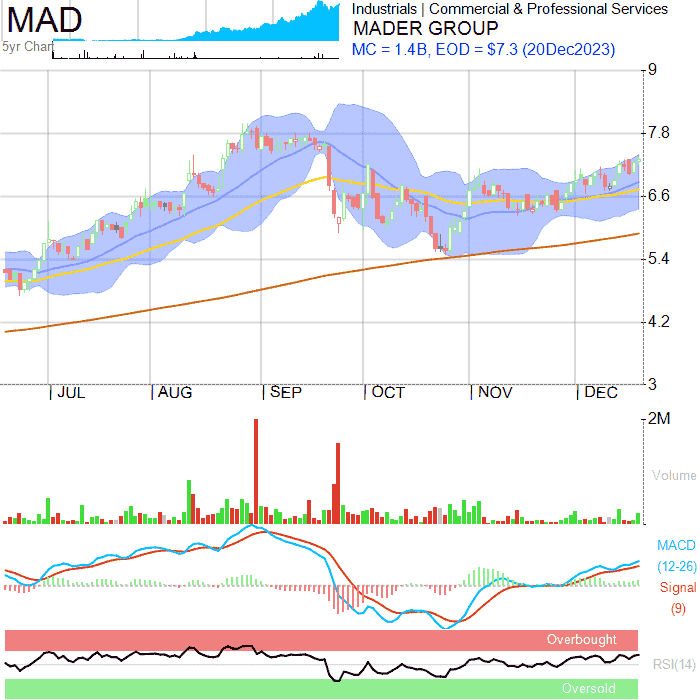 MAD
5yr Chart
Industrials | Commercial & Professional Services
MADER GROUP
MC = 1.4B, EOD = $7.3 (20Dec2023)
9
7.8
6.6
5.4
4.2
3
JUL AUG SEP OCT NOV DEC
2M
Volume
MACD
(12-26)
Signal
(9)
Overbought
RSI(14)
Oversold